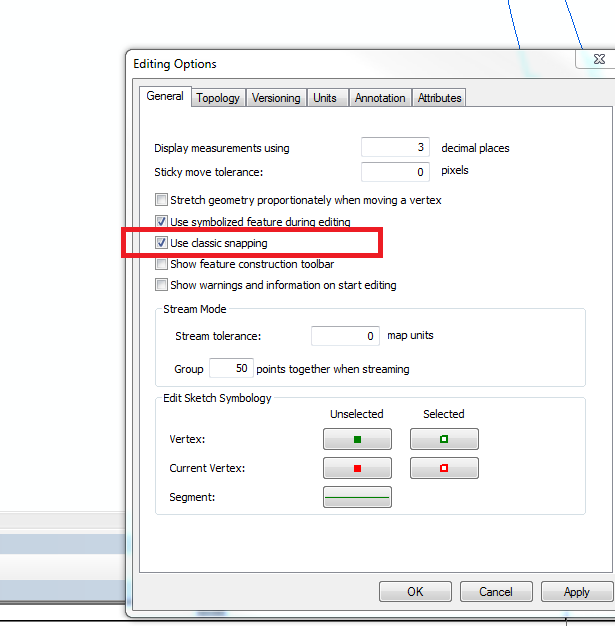 Editing Options
General Topology Versioning Units Annotation Attributes
Display measurements using 3 decimal places
Sticky move tolerance: 0 pixels
Stretch geometry proportionately when moving a vertex
Use symbolized feature during editing
Use classic snapping
Show feature construction toolbar
Show warnings and information on start editing
Stream Mode
Stream tolerance: 0 map units
Group 50 points together when streaming
Edit Sketch Symbology
Unselected Selected
Vertex:
Current Vertex:
Segment:
OK Cancel Apply